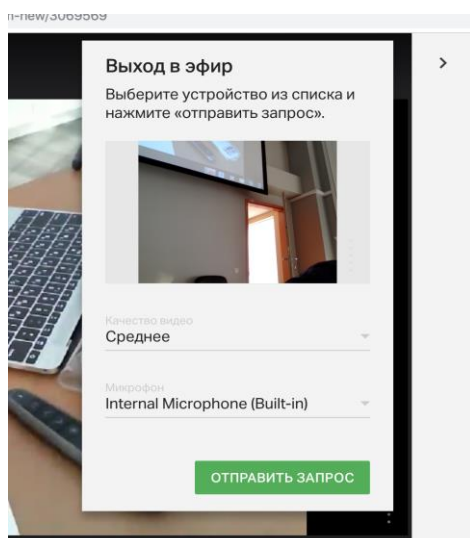 n-new/3069569
Выход в эфир
Выберите устройство из списка и
нажмите «отправить запрос».
Качество видео
Среднее
Микрофон
Internal Microphone (Built-in)
ОТПРАВИТЬ ЗАПРОС